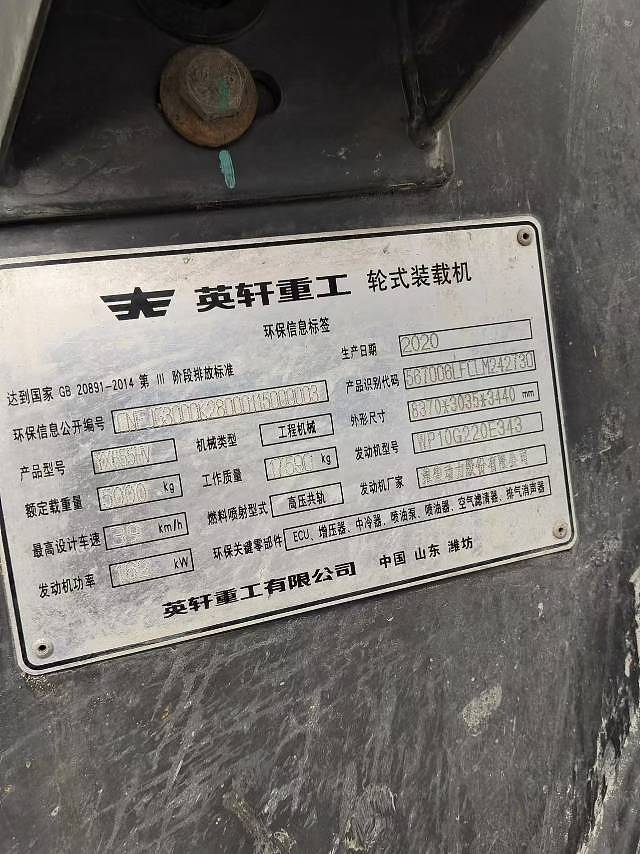 英轩重工 轮式装载机
环保信息标签
达到国家 GB 20891-2014 第 III 阶段排放标准 生产日期 2020
环保信息公开编号 产品识别代码
产品型号 机械类型 工程机械 外形尺寸 8370*3035*3440 mm
额定载重量 5000 kg 工作质量 kg 发动机型号 WP10G220E343
最高设计车速 km/h 燃料喷射型式 高压共轨 发动机厂家
发动机功率 kW 环保关键零部件 ECU、增压器、中冷器、喷油泵、喷油器、空气滤清器、排气消声器
英轩重工有限公司 中国 山东 潍坊